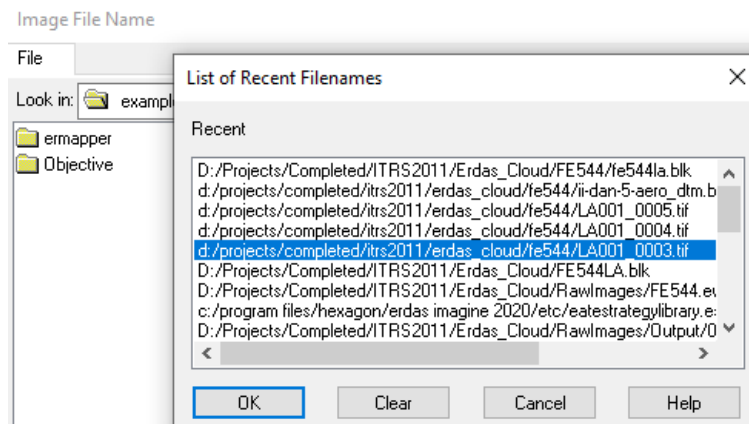 Image File Name
File
Look in:
ermapper
Objective
List of Recent Filenames
Recent
D:/Projects/Completed/ITRS2011/Erdas_Cloud/FE544/fe544la.blk
d:/projects/completed/itrs2011/erdas_cloud/fe544/ii-dan-5-aero_dtm.b
d:/projects/completed/itrs2011/erdas_cloud/fe544/LA001_0005.tif
d:/projects/completed/itrs2011/erdas_cloud/fe544/LA001_0004.tif
d:/projects/completed/itrs2011/erdas_cloud/fe544/LA001_0003.tif
D:/Projects/Completed/ITRS2011/Erdas_Cloud/FE544LA.blk
D:/Projects/Completed/ITRS2011/Erdas_Cloud/RawImages/FE544.
c:/program files/hexagon/erdas imagine 2020/etc/eatestrategylibrary.e
D:/Projects/Completed/ITRS2011/Erdas_Cloud/RawImages/Output/0
OK Clear Cancel Help